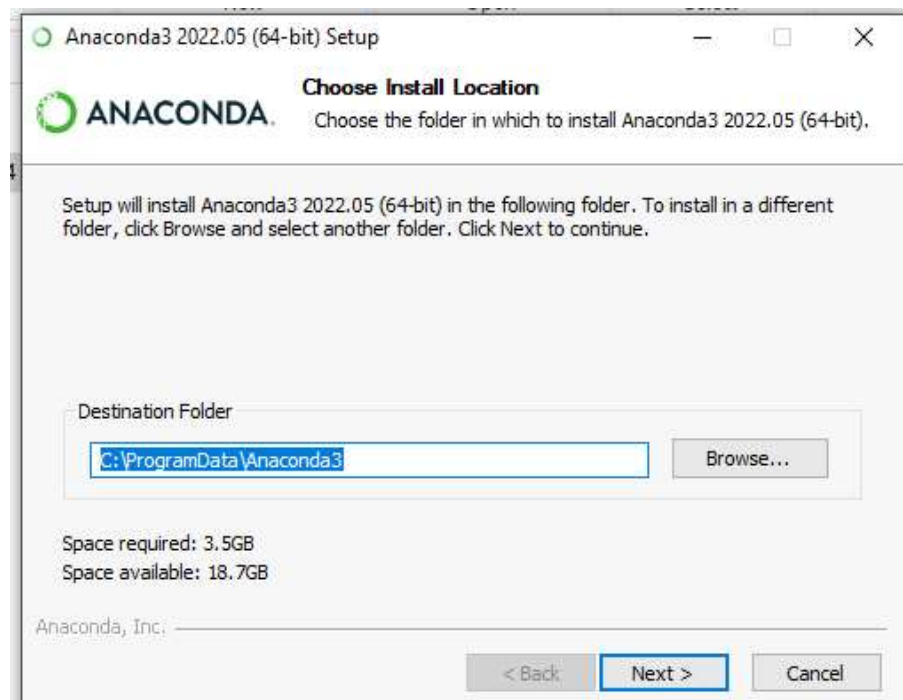 Anaconda3 2022.05 (64-bit) Setup
ANACONDA.
Choose Install Location
Choose the folder in which to install Anaconda3 2022.05 (64-bit).
Setup will install Anaconda3 2022.05 (64-bit) in the following folder. To install in a different
folder, click Browse and select another folder. Click Next to continue.
Destination Folder
C:\ProgramData\Anaconda3
Browse...
Space required: 3.5GB
Space available: 18.7GB
Anaconda, Inc.
< Back
Next >
Cancel